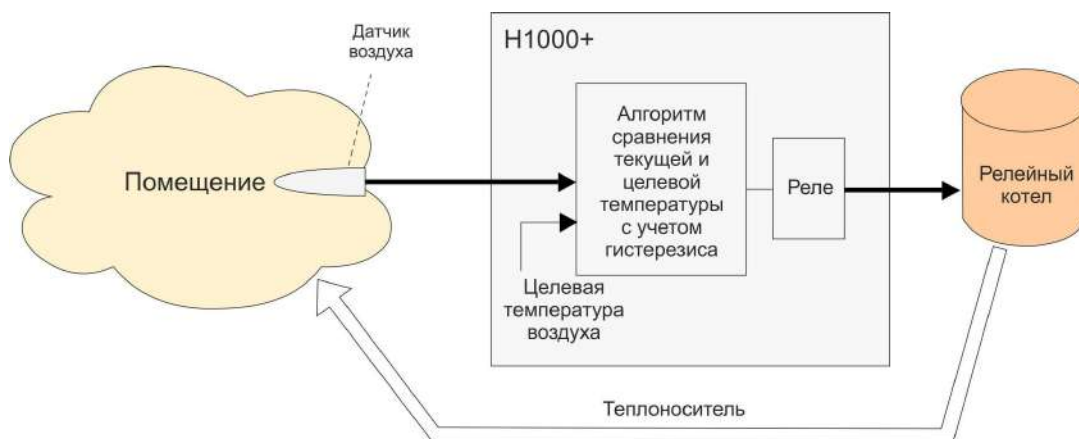 Датчик
воздуха
H1000+
Помещение
Алгоритм
сравнения
текущей и
целевой
температуры
с учетом
гистерезиса
Реле
Релейный
котел
Целевая
температура
воздуха
Теплоноситель